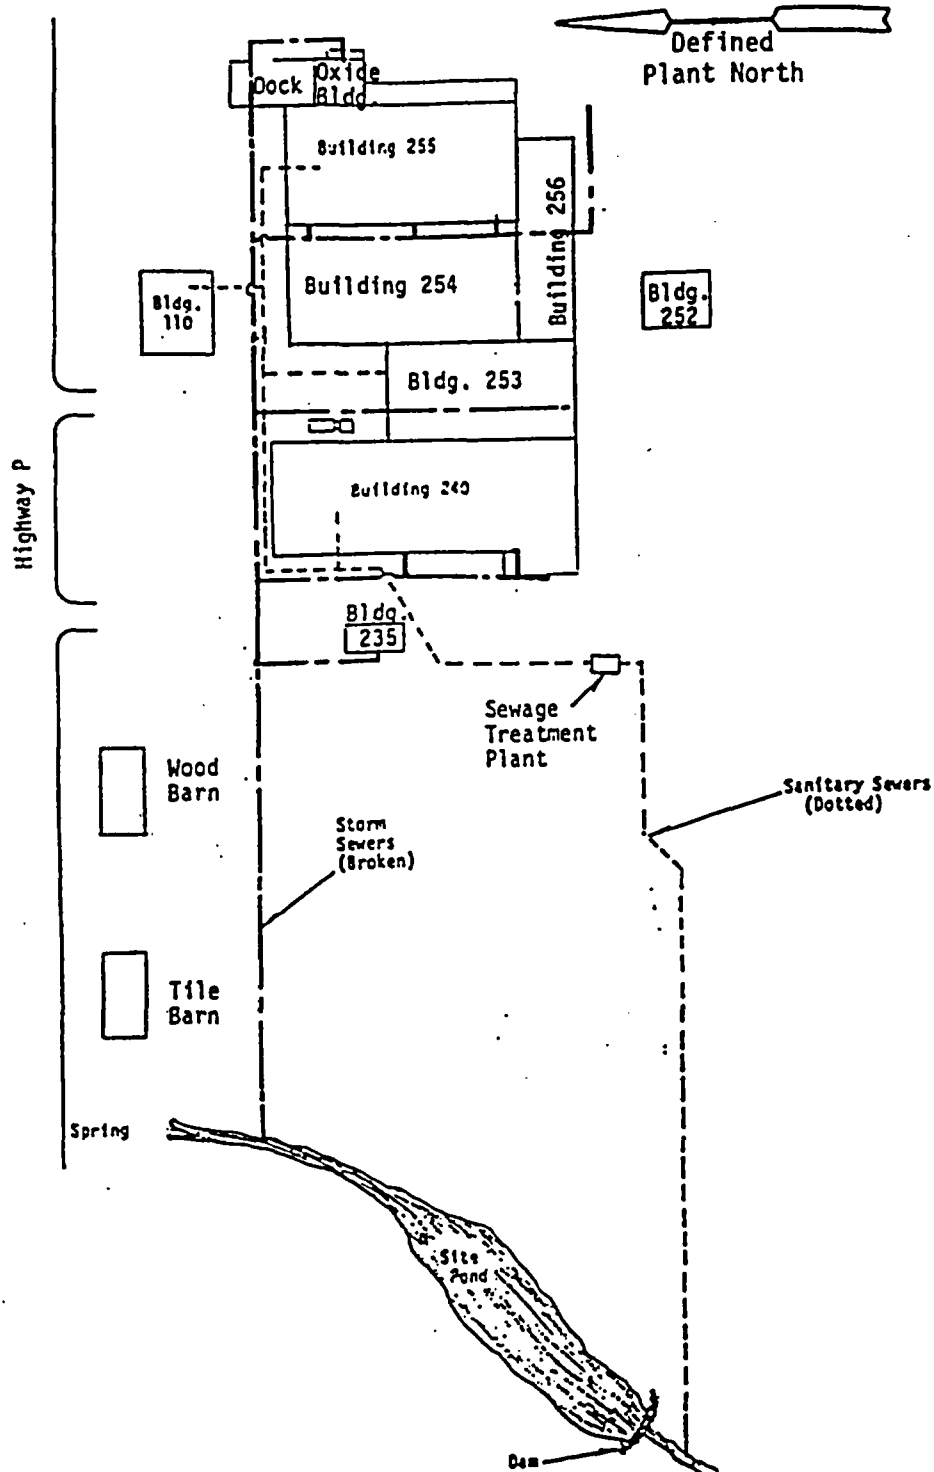 Defined
Plant North
Dock
Oxide
Bldg.
Building 255
Building 256
Building 254
Bldg.
110
Bldg.
252
Bldg. 253
Highway P
Building 240
Bldg.
235
Sewage
Treatment
Plant
Wood
Barn
Sanitary Sewers
(Dotted)
Storm
Sewers
(Broken)
Tile
Barn
Spring
Site
Pond
Dam